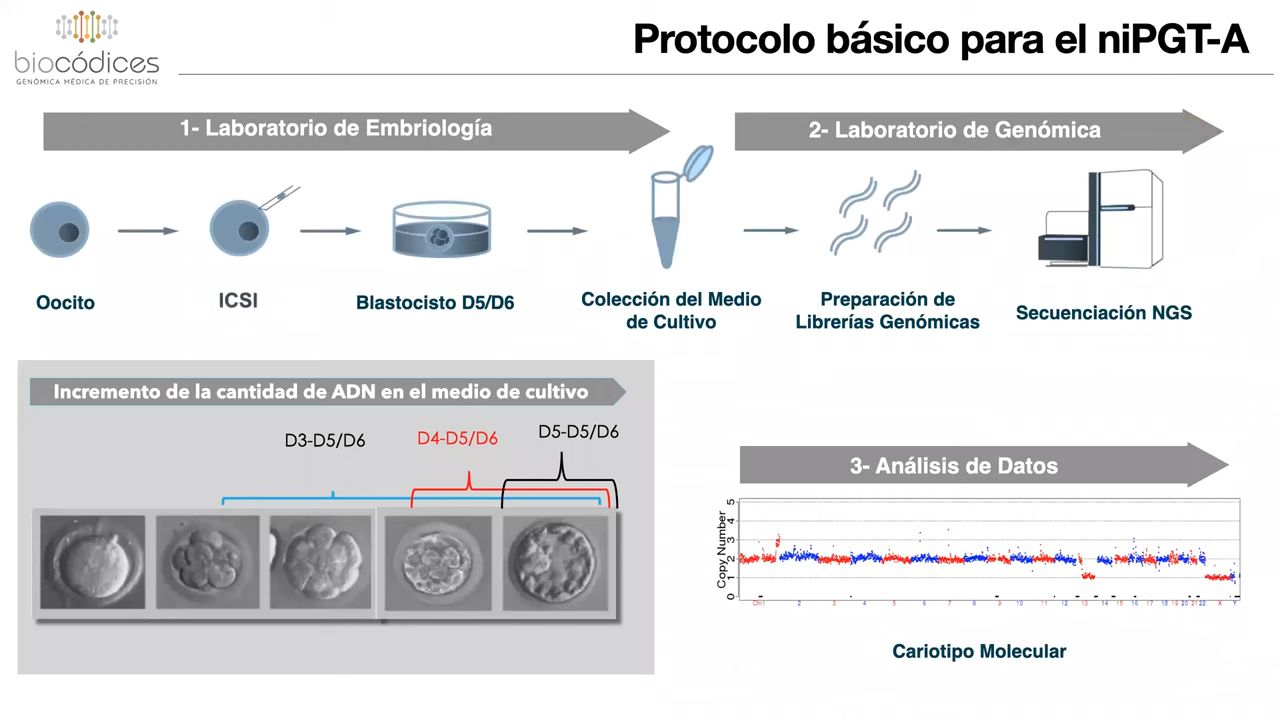 biocódices
GENÓMICA MÉDICA DE PRECISIÓN
Protocolo básico para el niPGT-A
1- Laboratorio de Embriología
2- Laboratorio de Genómica
Oocito
ICSI
Blastocisto D5/D6
Colección del Medio
de Cultivo
Preparación de
Librerías Genómicas
Secuenciación NGS
Incremento de la cantidad de ADN en el medio de cultivo
D3-D5/D6
D4-D5/D6
D5-D5/D6
3- Análisis de Datos
Copy Number
5
4
3
2
1
0
Chr1 2 3 4 5 6 7 8 9 10 11 12 13 14 15 16 17 18 19 20 21 22 X Y
Cariotipo Molecular